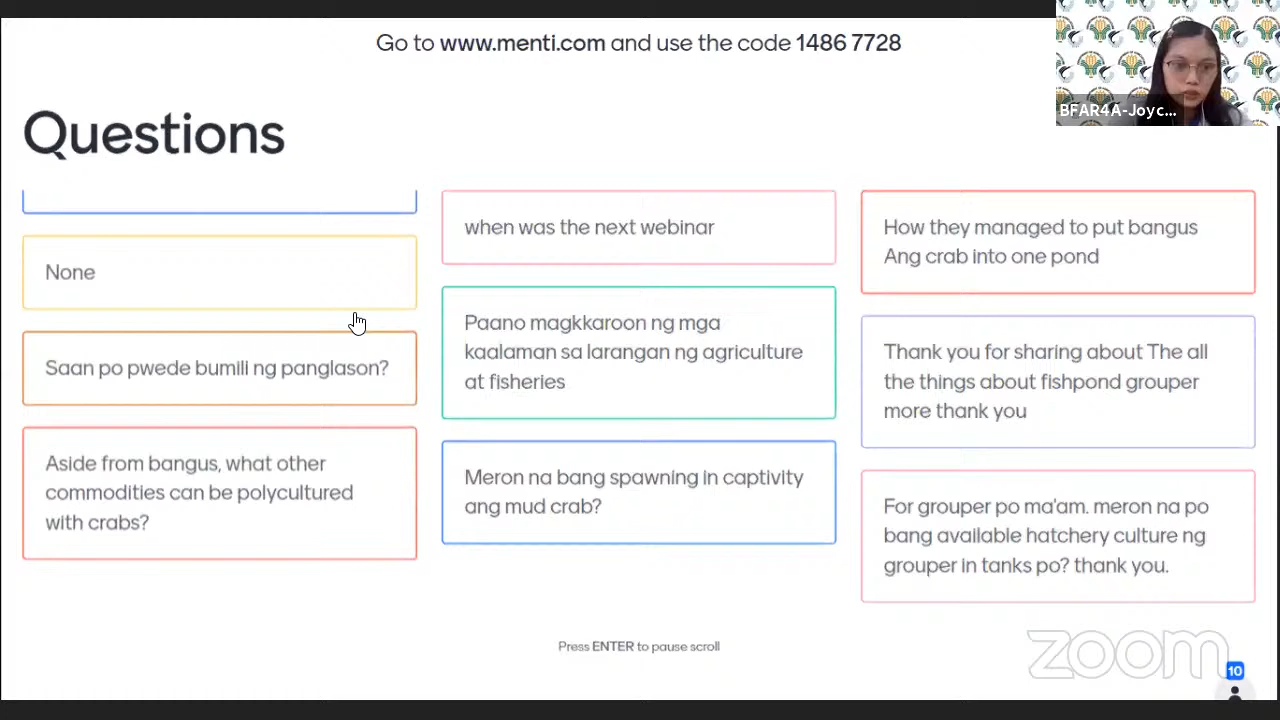 Go to www.menti.com and use the code 1486 7728
BFAR4A-Joyc...
Questions
None
Saan po pwede bumili ng panglason?
Aside from bangus, what other
commodities can be polycultured
with crabs?
when was the next webinar
Paano magkkaroon ng mga
kaalaman sa larangan ng agriculture
at fisheries
Meron na bang spawning in captivity
ang mud crab?
How they managed to put bangus
Ang crab into one pond
Thank you for sharing about The all
the things about fishpond grouper
more thank you
For grouper po ma'am. meron na po
bang available hatchery culture ng
grouper in tanks po? thank you.
Press ENTER to pause scroll
zoom
10